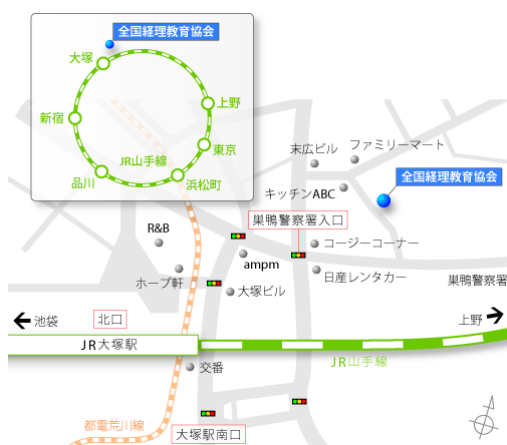 全国経理教育協会
大塚
上野
新宿
東京
JR山手線
品川
浜松町
末広ビル
ファミリーマート
全国経理教育協会
キッチンABC
巣鴨警察署入口
R&B
コージーコーナー
ampm
ホープ軒
日産レンタカー
巣鴨警察署
大塚ビル
池袋
北口
上野
JR大塚駅
JR山手線
交番
都電荒川線
大塚駅南口